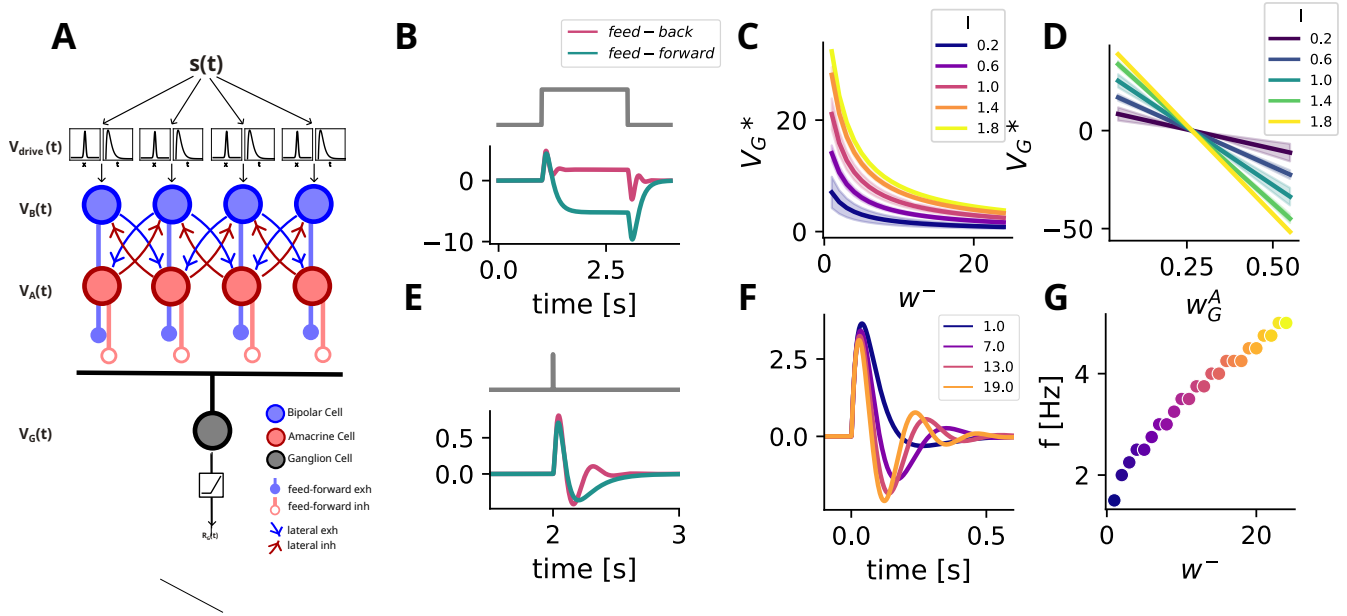 A
s(t)
V_drive(t)
x t x t x t x t
V_B(t)
V_A(t)
V_G(t)
Bipolar Cell
Amacrine Cell
Ganglion Cell
feed-forward exh
feed-forward inh
lateral exh
lateral inh
R_G(t)
B
feed−back
feed−forward
0
−10
0.0 2.5
time [s]
C
I
0.2
0.6
1.0
1.4
1.8
V_G*
20
0
0 20
w⁻
D
I
0.2
0.6
1.0
1.4
1.8
V_G*
0
−50
0.25 0.50
w_G^A
E
0.5
0.0
2 3
time [s]
F
1.0
7.0
13.0
19.0
2.5
0.0
0.0 0.5
time [s]
G
f [Hz]
4
2
0 20
w⁻